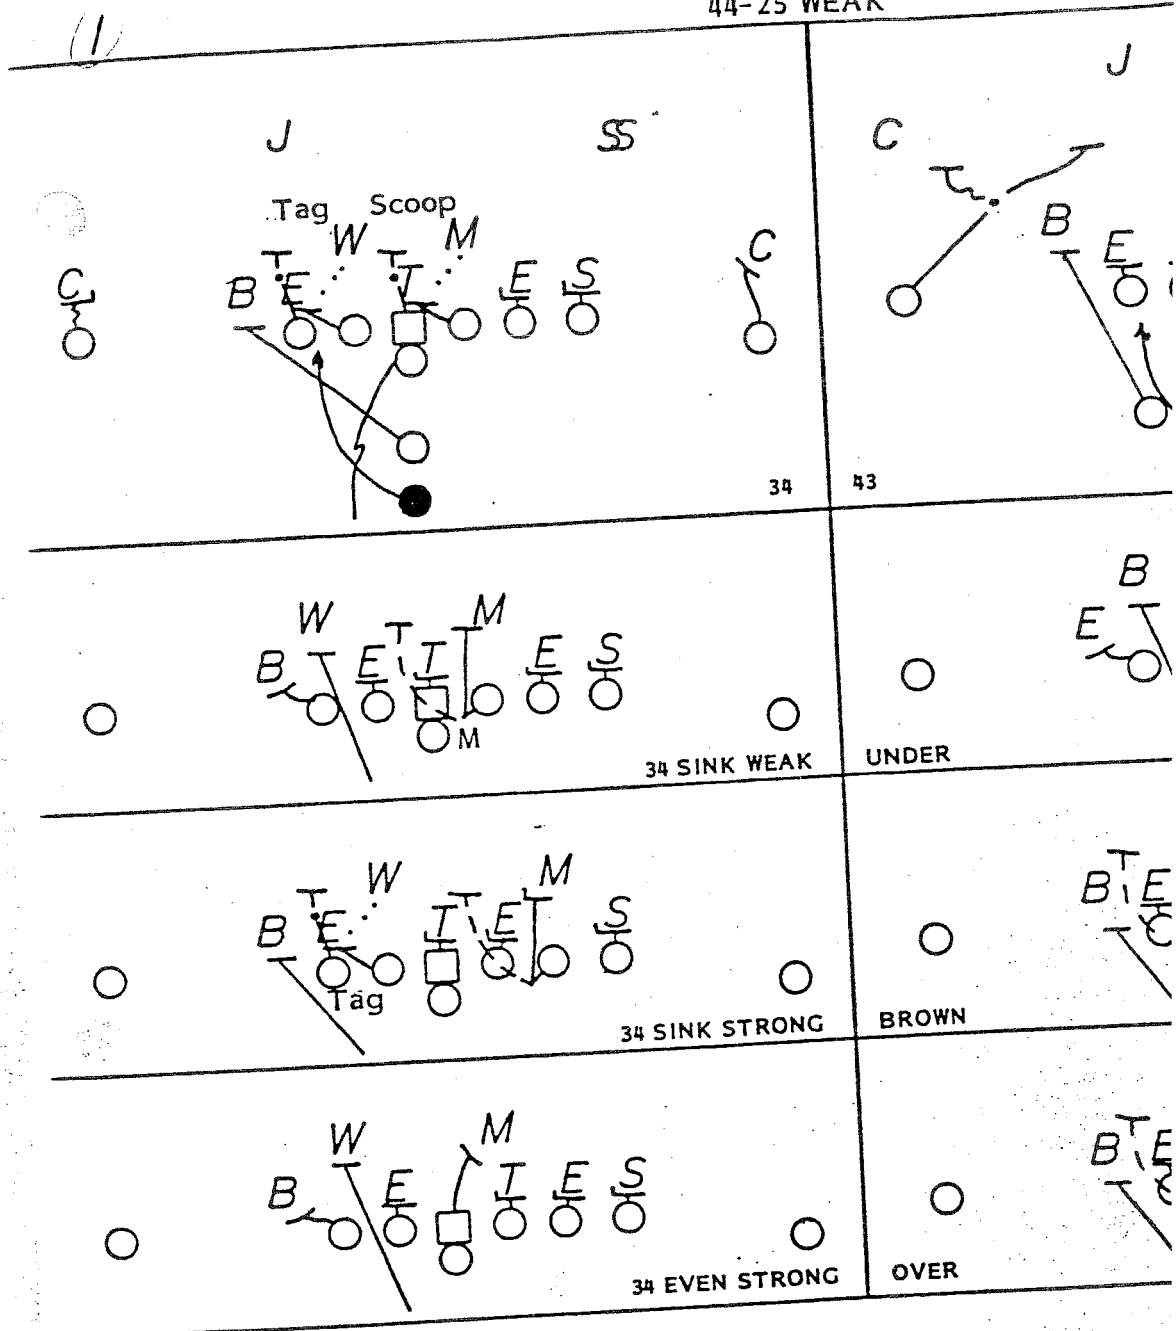 44-25 WEAK
1
J SS
Tag Scoop
W M
C B E T E S C
34
J
C
B E
43
W M
B E T E S
M
34 SINK WEAK
B
E
UNDER
W M
B E T E S
Tag
34 SINK STRONG
B E
BROWN
W M
B E T E S
34 EVEN STRONG
B E
OVER